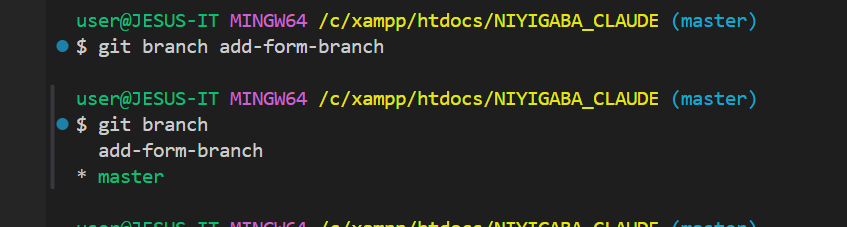 user@JESUS-IT MINGW64 /c/xampp/htdocs/NIYIGABA_CLAUDE (master)
$ git branch add-form-branch
user@JESUS-IT MINGW64 /c/xampp/htdocs/NIYIGABA_CLAUDE (master)
$ git branch
add-form-branch
* master
user@JESUS-IT MINGW64 /c/xampp/htdocs/NIYIGABA_CLAUDE (master)